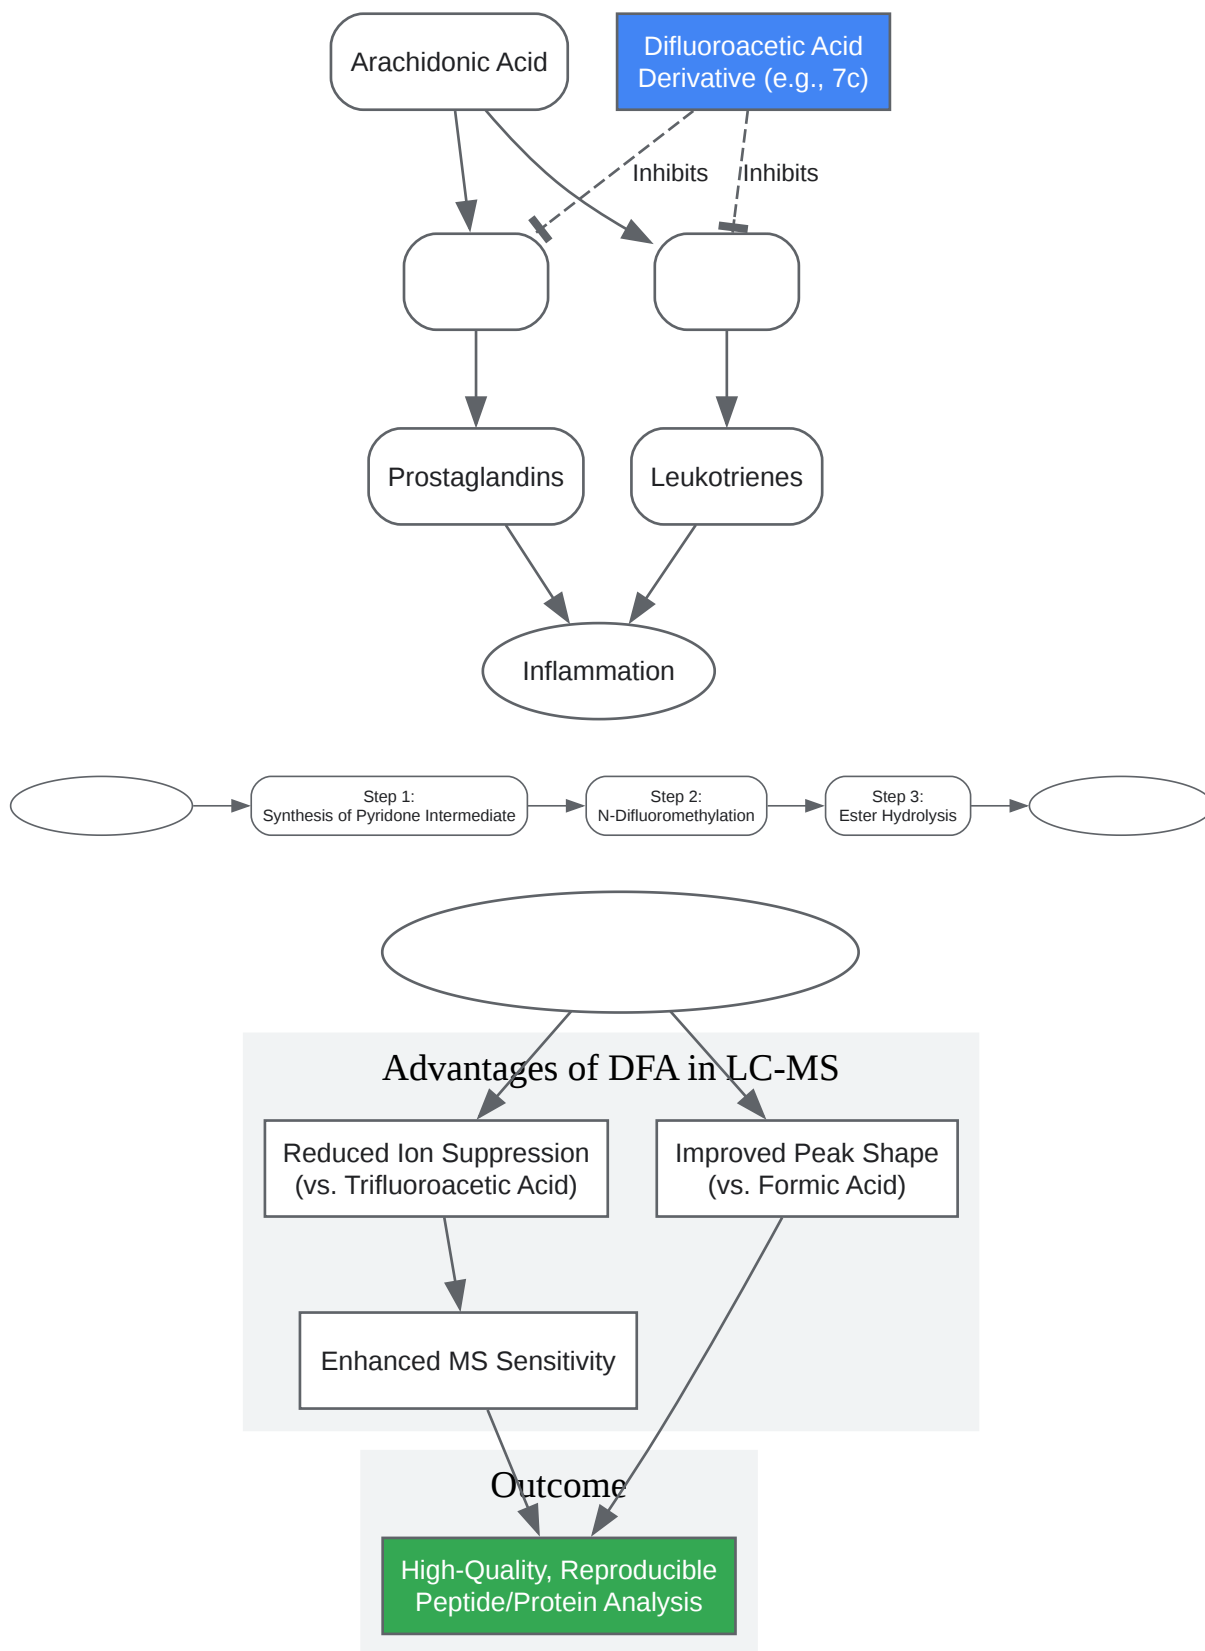 Arachidonic Acid
Difluoroacetic Acid
Derivative (e.g., 7c)
Inhibits
Inhibits
Prostaglandins
Leukotrienes
Inflammation
Step 1:
Synthesis of Pyridone Intermediate
Step 2:
N-Difluoromethylation
Step 3:
Ester Hydrolysis
Advantages of DFA in LC-MS
Reduced Ion Suppression
(vs. Trifluoroacetic Acid)
Improved Peak Shape
(vs. Formic Acid)
Enhanced MS Sensitivity
Outcome
High-Quality, Reproducible
Peptide/Protein Analysis